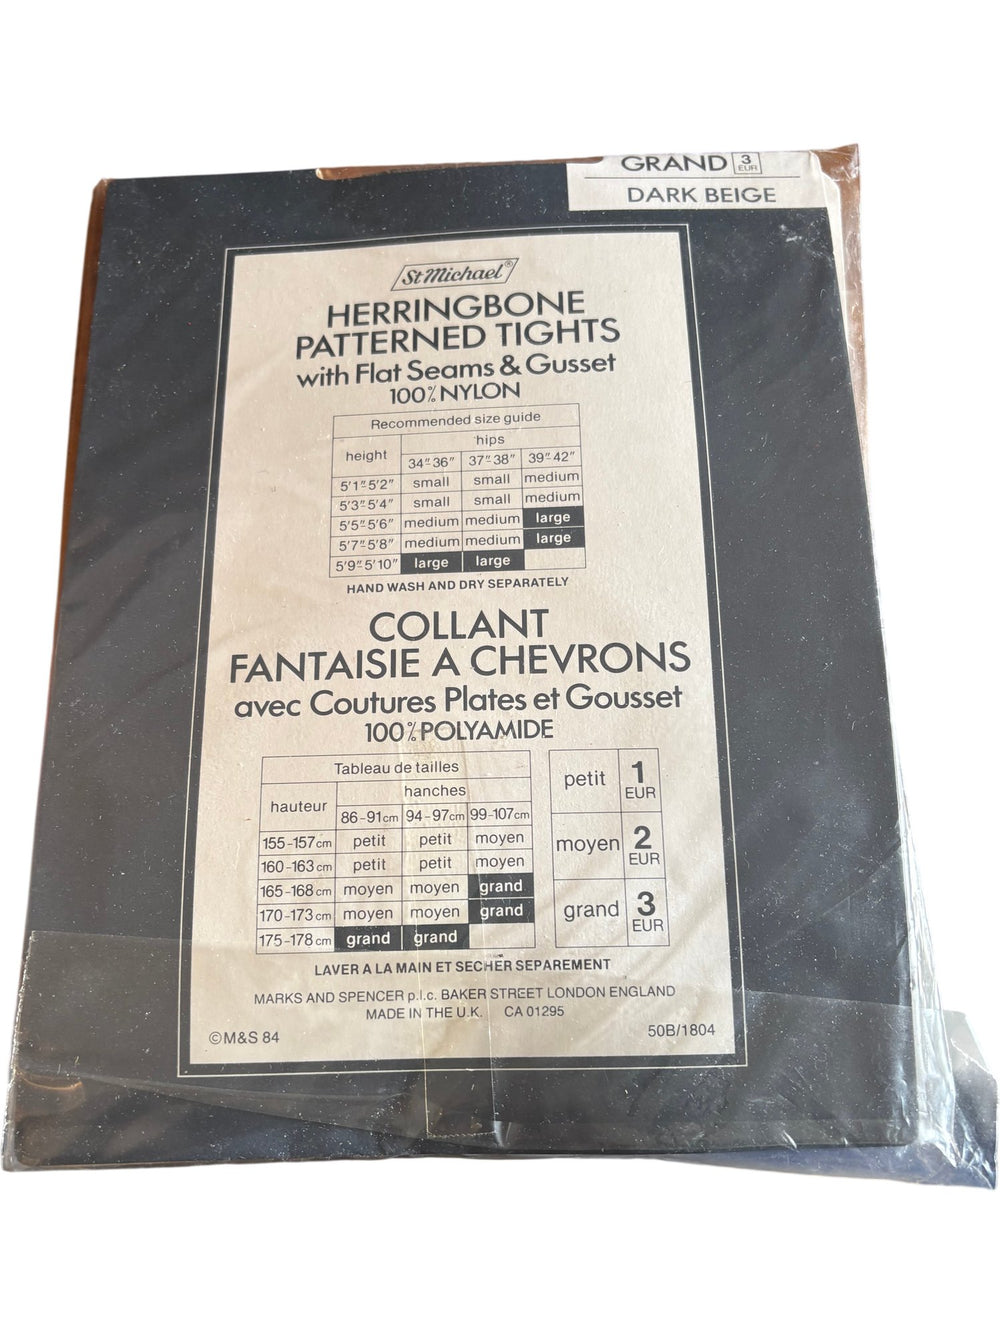 GRAND 3 EUR
DARK BEIGE
St Michael®
HERRINGBONE
PATTERNED TIGHTS
with Flat Seams & Gusset
100% NYLON
Recommended size guide
height hips
34"-36" 37"-38" 39"-42"
5'1"-5'2" small small medium
5'3"-5'4" small small medium
5'5"-5'6" medium medium large
5'7"-5'8" medium medium large
5'9"-5'10" large large
HAND WASH AND DRY SEPARATELY
COLLANT
FANTAISIE A CHEVRONS
avec Coutures Plates et Gousset
100% POLYAMIDE
Tableau de tailles
hauteur hanches
86-91cm 94-97cm 99-107cm
155-157cm petit petit moyen
160-163cm petit petit moyen
165-168cm moyen moyen grand
170-173cm moyen moyen grand
175-178cm grand grand
petit 1 EUR
moyen 2 EUR
grand 3 EUR
LAVER A LA MAIN ET SECHER SEPAREMENT
MARKS AND SPENCER p.l.c. BAKER STREET LONDON ENGLAND
MADE IN THE U.K. CA 01295
©M&S 84 50B/1804